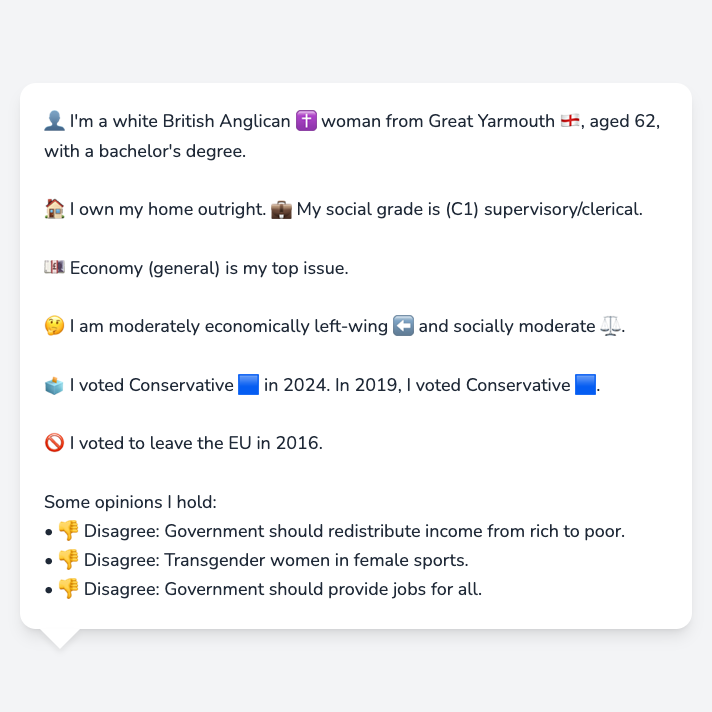 👤 I'm a white British Anglican ✝️ woman from Great Yarmouth 🏴󠁧󠁢󠁥󠁮󠁧󠁿, aged 62,
with a bachelor's degree.
🏠 I own my home outright. 💼 My social grade is (C1) supervisory/clerical.
💷 Economy (general) is my top issue.
🤔 I am moderately economically left-wing ⬅️ and socially moderate ⚖️.
🗳️ I voted Conservative 🟦 in 2024. In 2019, I voted Conservative 🟦.
🚫 I voted to leave the EU in 2016.
Some opinions I hold:
• 👎 Disagree: Government should redistribute income from rich to poor.
• 👎 Disagree: Transgender women in female sports.
• 👎 Disagree: Government should provide jobs for all.